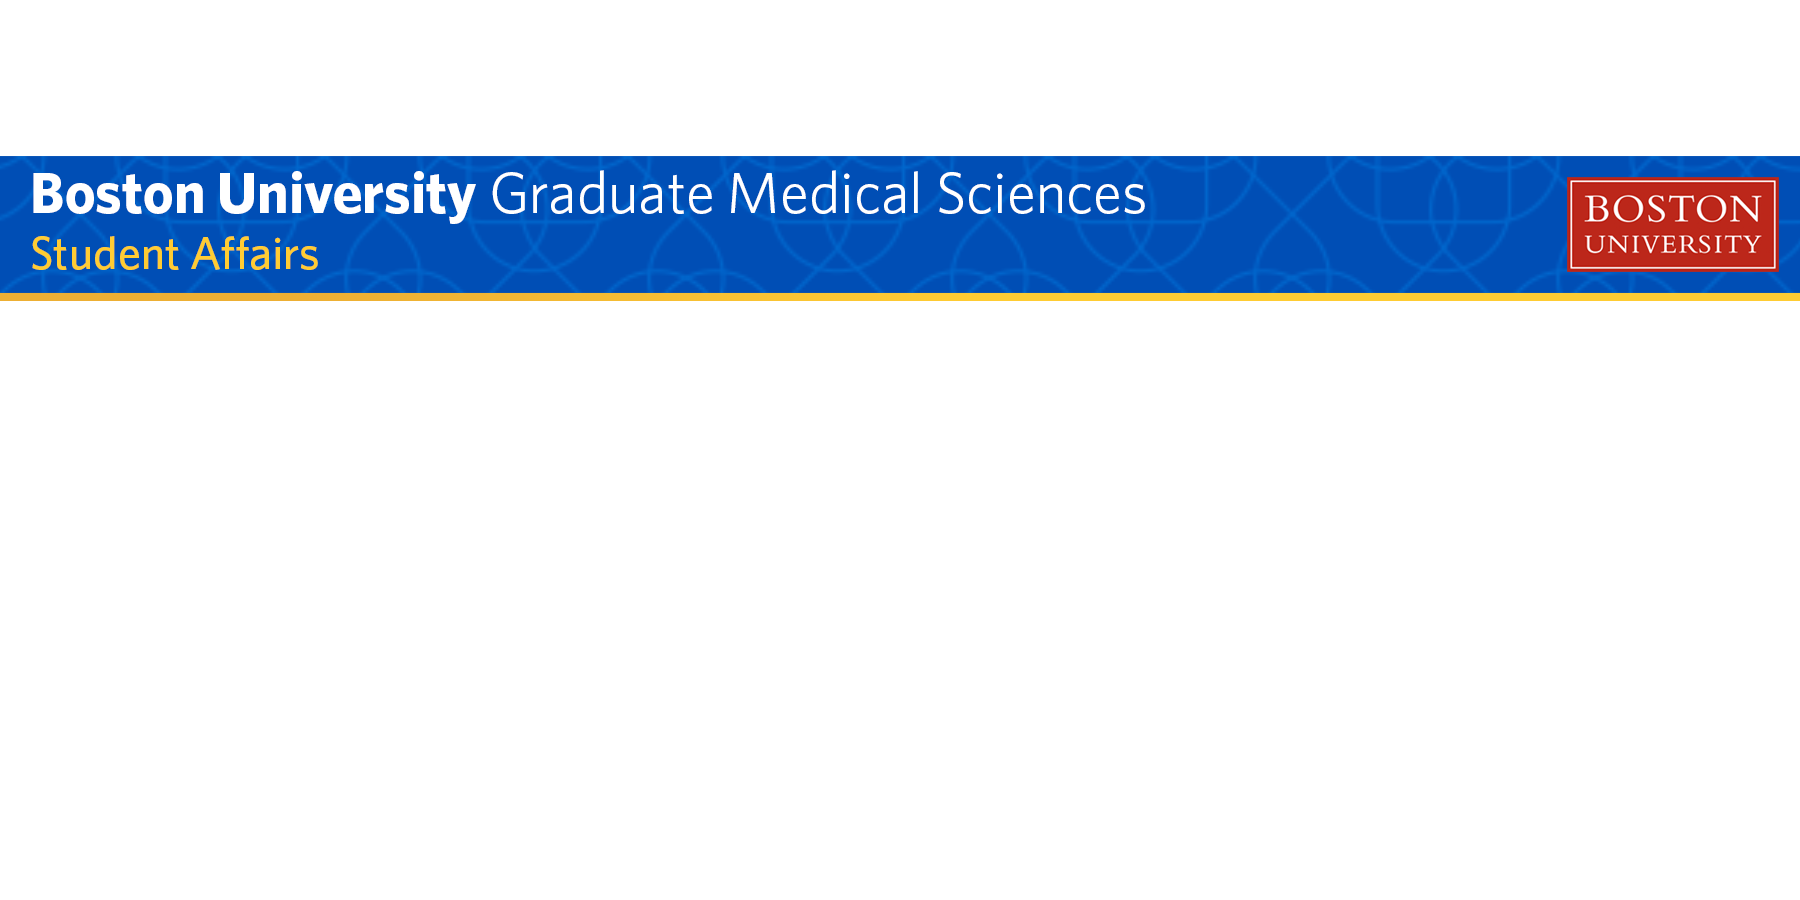 Boston University Graduate Medical Sciences
Student Affairs
BOSTON
UNIVERSITY